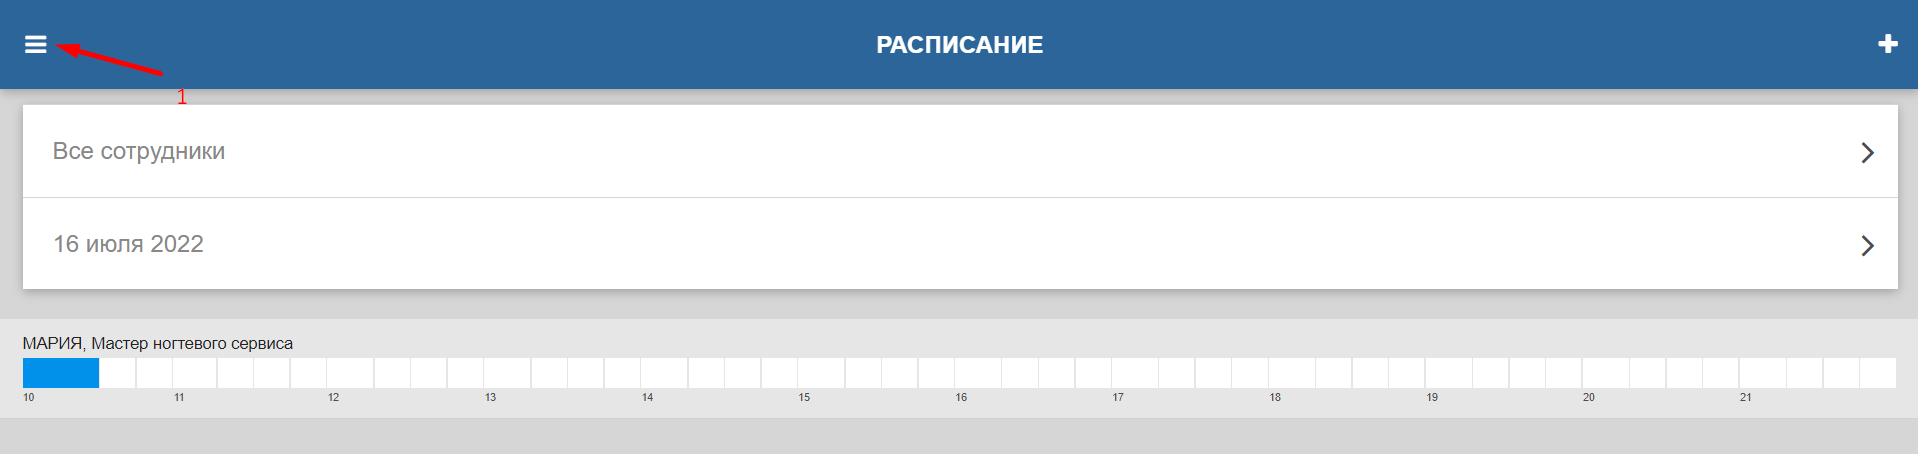 РАСПИСАНИЕ
1
Все сотрудники
16 июля 2022
МАРИЯ, Мастер ногтевого сервиса
10 11 12 13 14 15 16 17 18 19 20 21